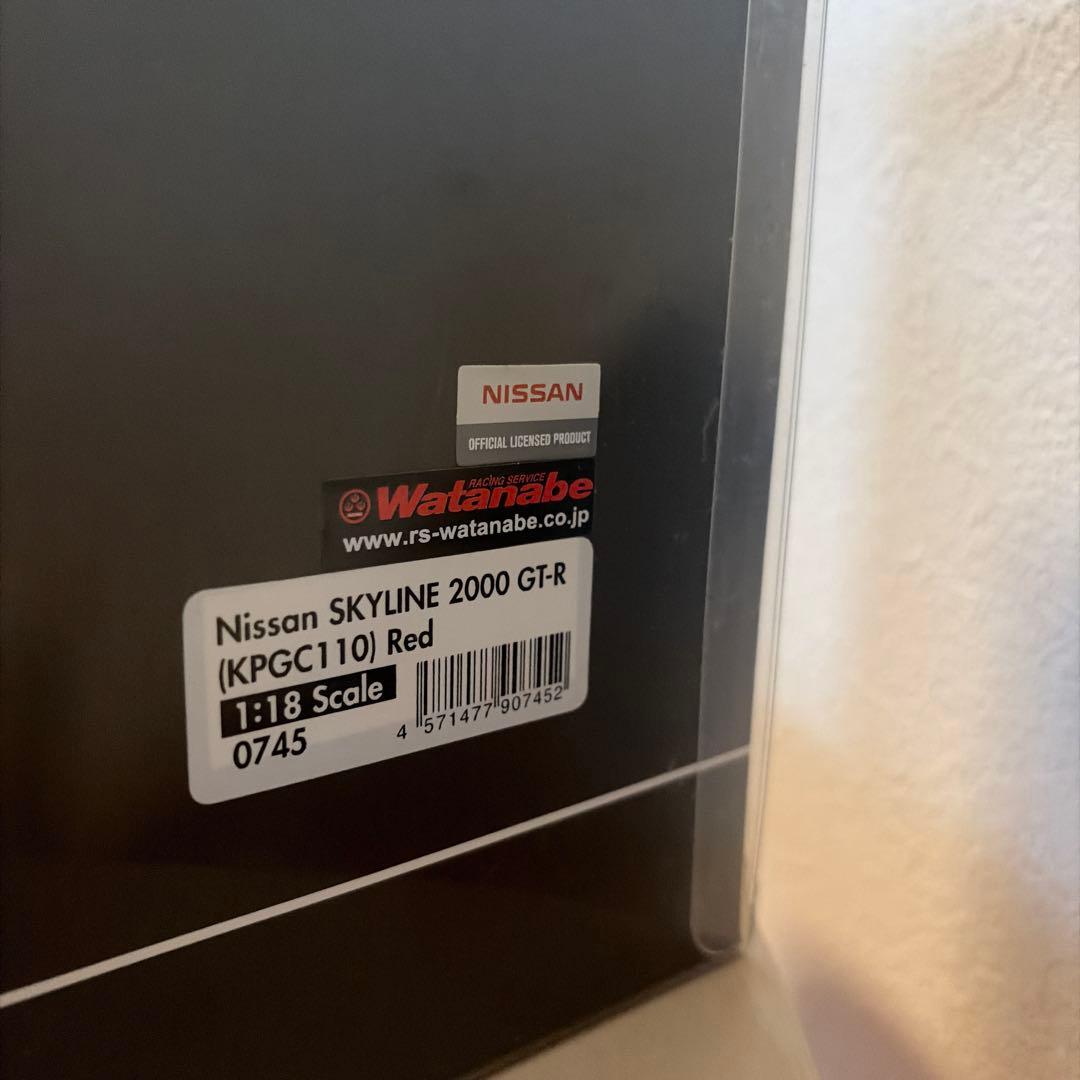 NISSAN
OFFICIAL LICENSED PRODUCT
RACING SERVICE
Watanabe
www.rs-watanabe.co.jp
Nissan SKYLINE 2000 GT-R
(KPGC110) Red
1:18 Scale
0745
4 571477 907452